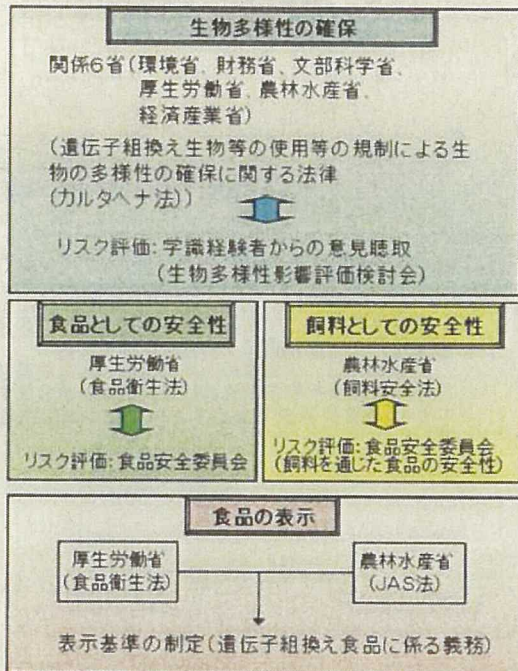 生物多様性の確保
関係6省(環境省、財務省、文部科学省、
厚生労働省、農林水産省、
経済産業省)
(遺伝子組換え生物等の使用等の規制による生
物の多様性の確保に関する法律
(カルタヘナ法))
リスク評価:学識経験者からの意見聴取
(生物多様性影響評価検討会)
食品としての安全性
厚生労働省
(食品衛生法)
リスク評価:食品安全委員会
飼料としての安全性
農林水産省
(飼料安全法)
リスク評価:食品安全委員会
(飼料を通じた食品の安全性)
食品の表示
厚生労働省
(食品衛生法)
農林水産省
(JAS法)
表示基準の制定(遺伝子組換え食品に係る義務)